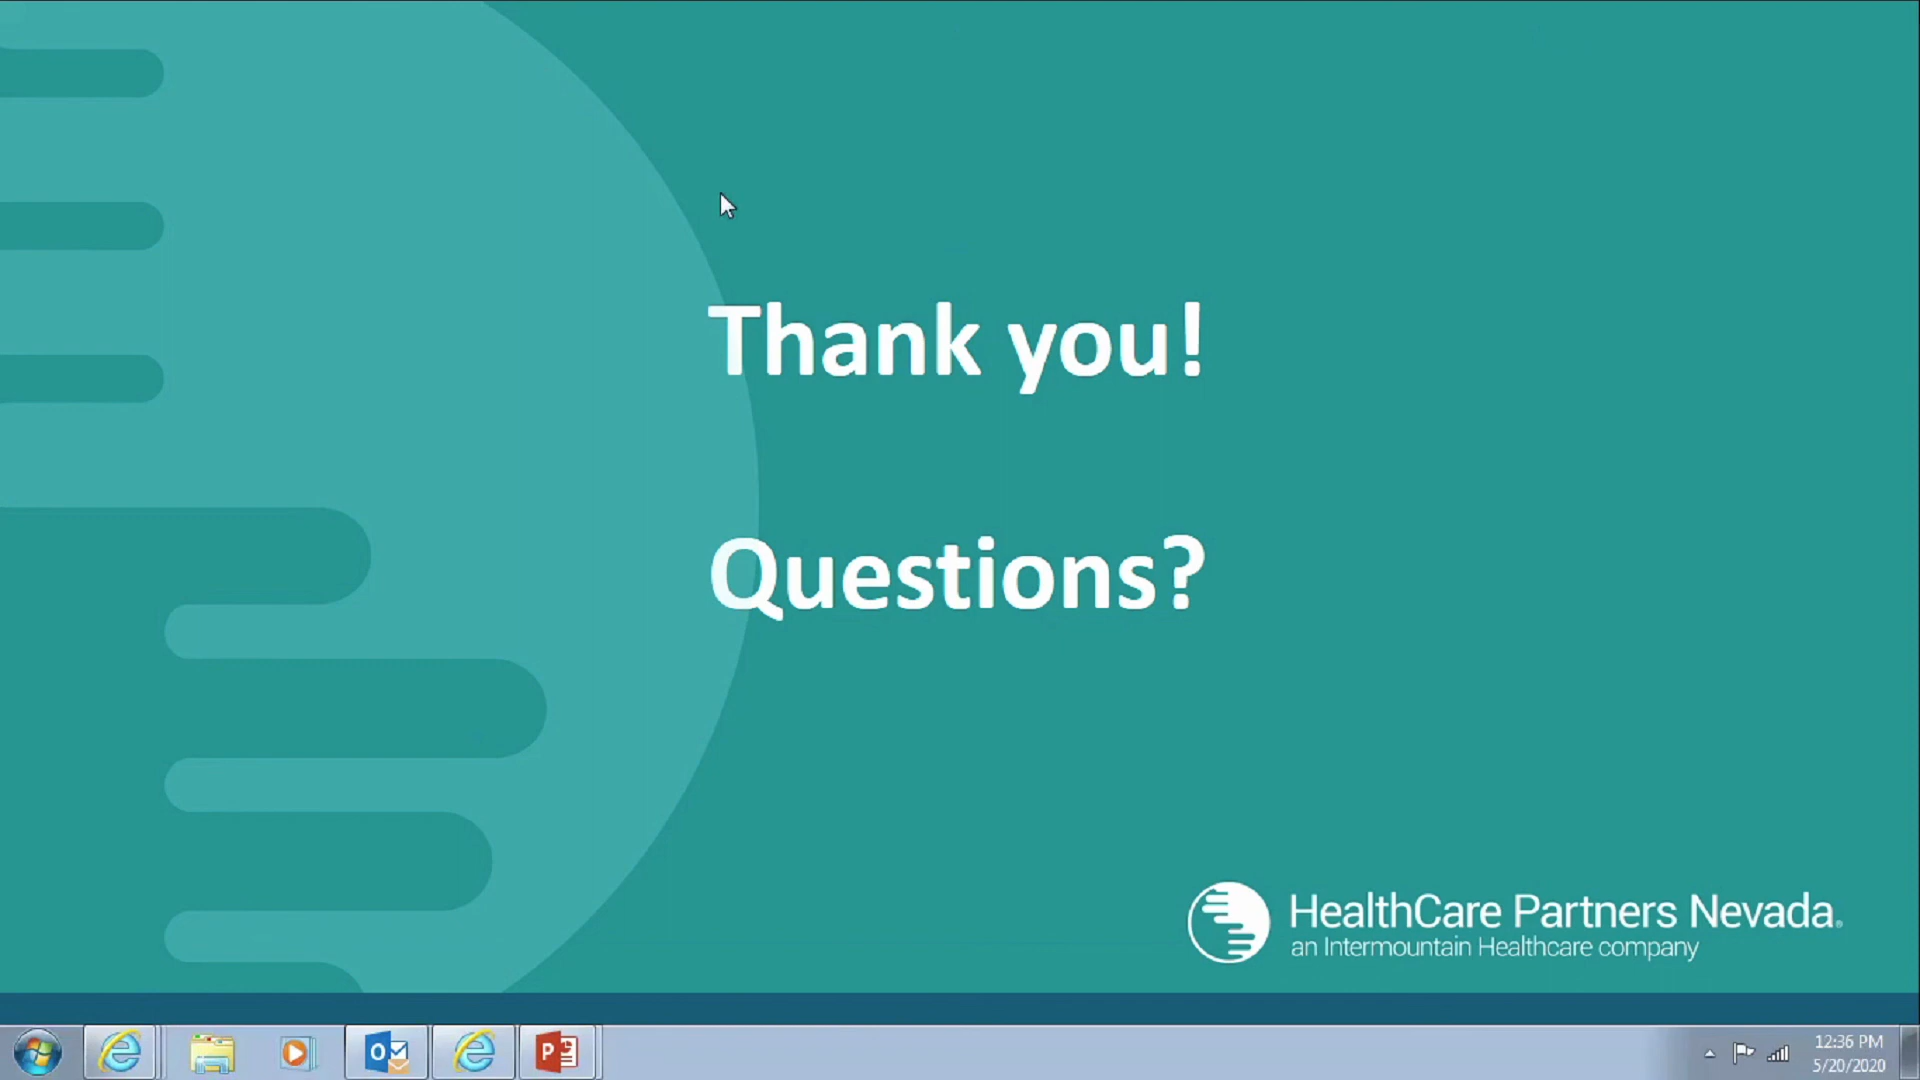 Thank you!
Questions?
HealthCare Partners Nevada.
an Intermountain Healthcare company
12:36 PM
5/20/2020